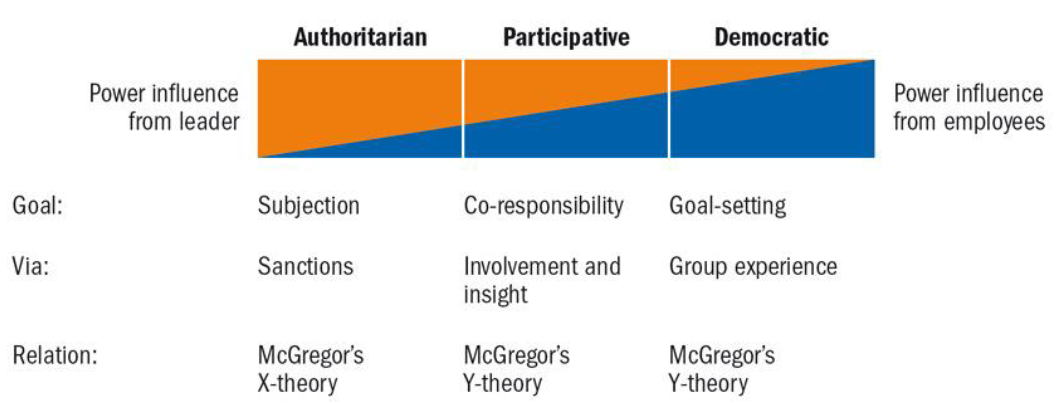 Authoritarian Participative Democratic
Power influence
from leader
Power influence
from employees
Goal: Subjection Co-responsibility Goal-setting
Via: Sanctions Involvement and Group experience
insight
Relation: McGregor’s McGregor’s McGregor’s
X-theory Y-theory Y-theory